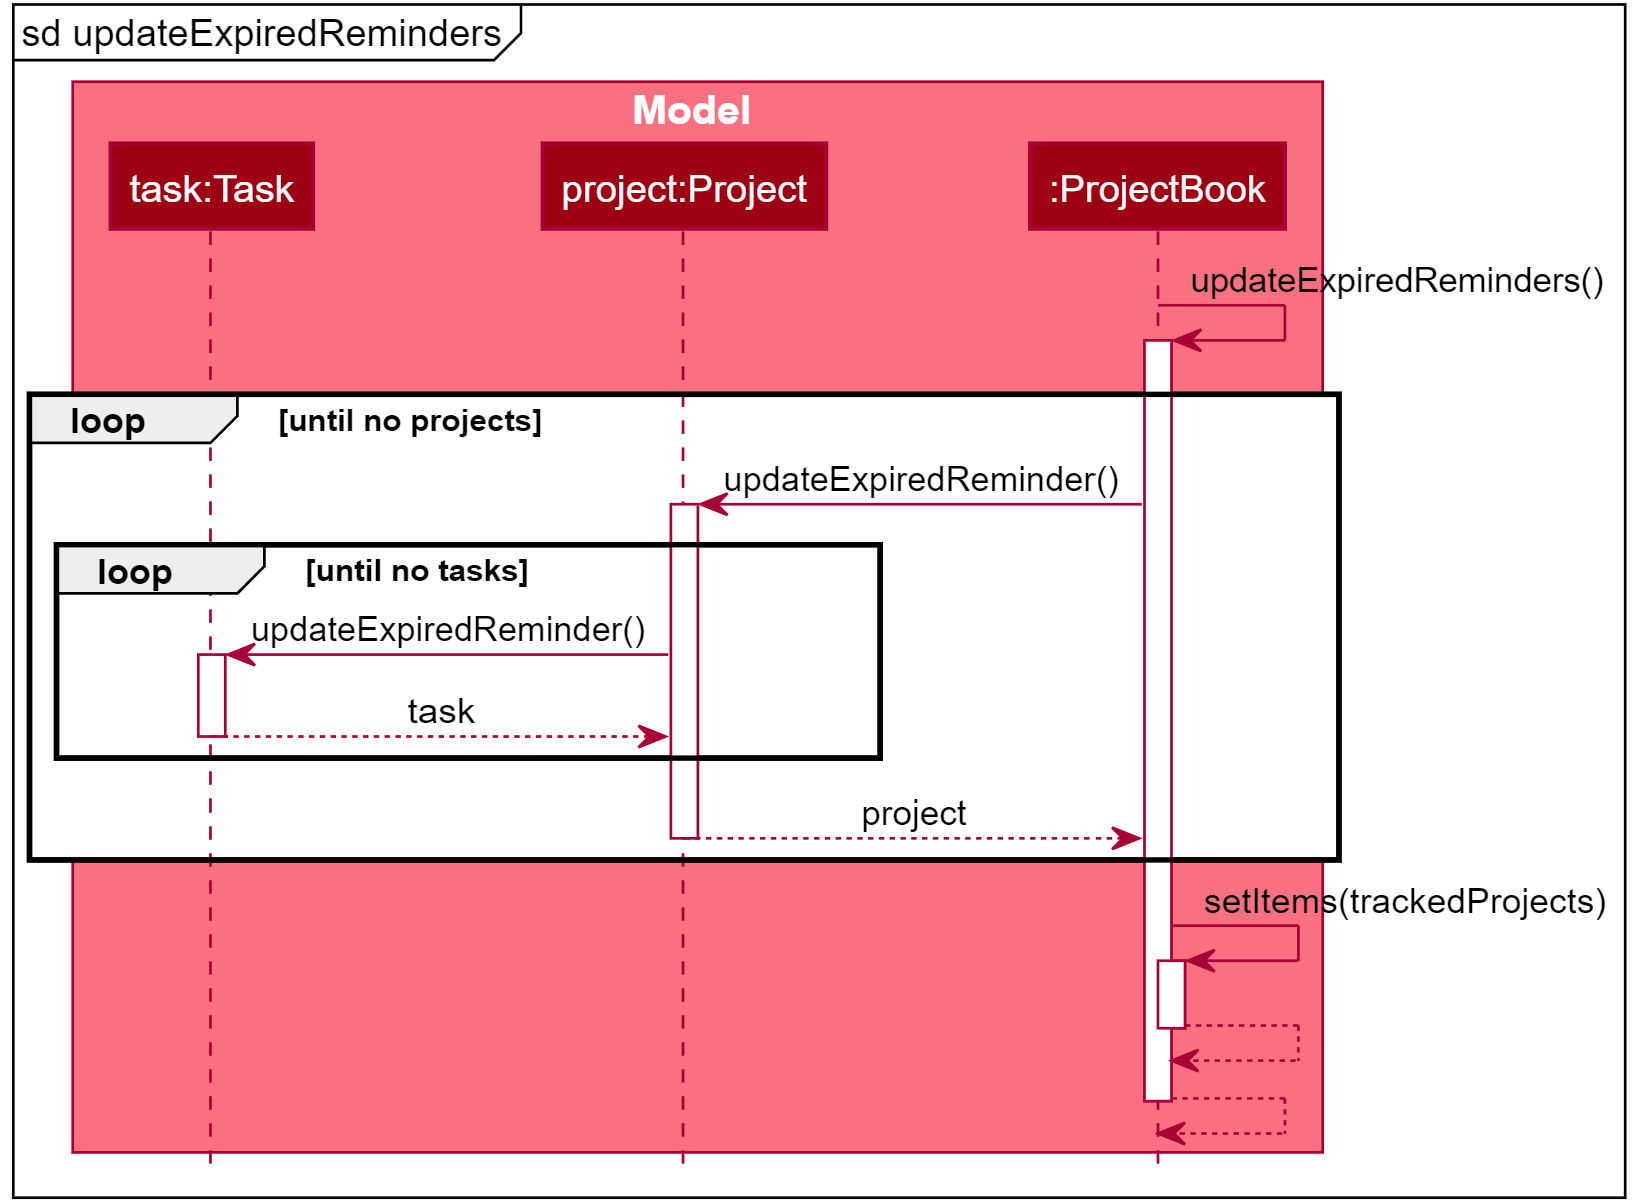 sd updateExpiredReminders
Model
task:Task
project:Project
:ProjectBook
updateExpiredReminders()
loop
[until no projects]
updateExpiredReminder()
loop
[until no tasks]
updateExpiredReminder()
task
project
setItems(trackedProjects)